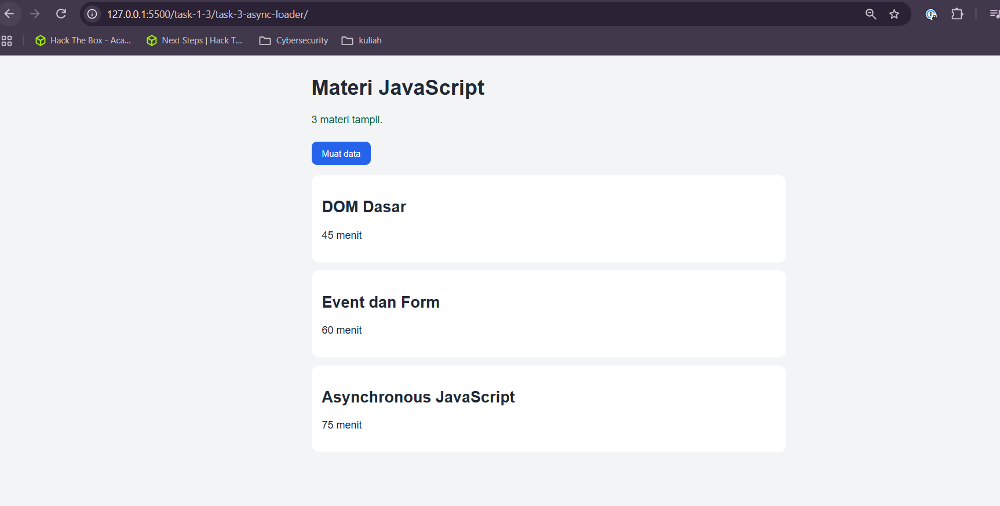 127.0.0.1:5500/task-1-3/task-3-async-loader/
Hack The Box - Aca... Next Steps | Hack T... Cybersecurity kuliah
Materi JavaScript
3 materi tampil.
Muat data
DOM Dasar
45 menit
Event dan Form
60 menit
Asynchronous JavaScript
75 menit